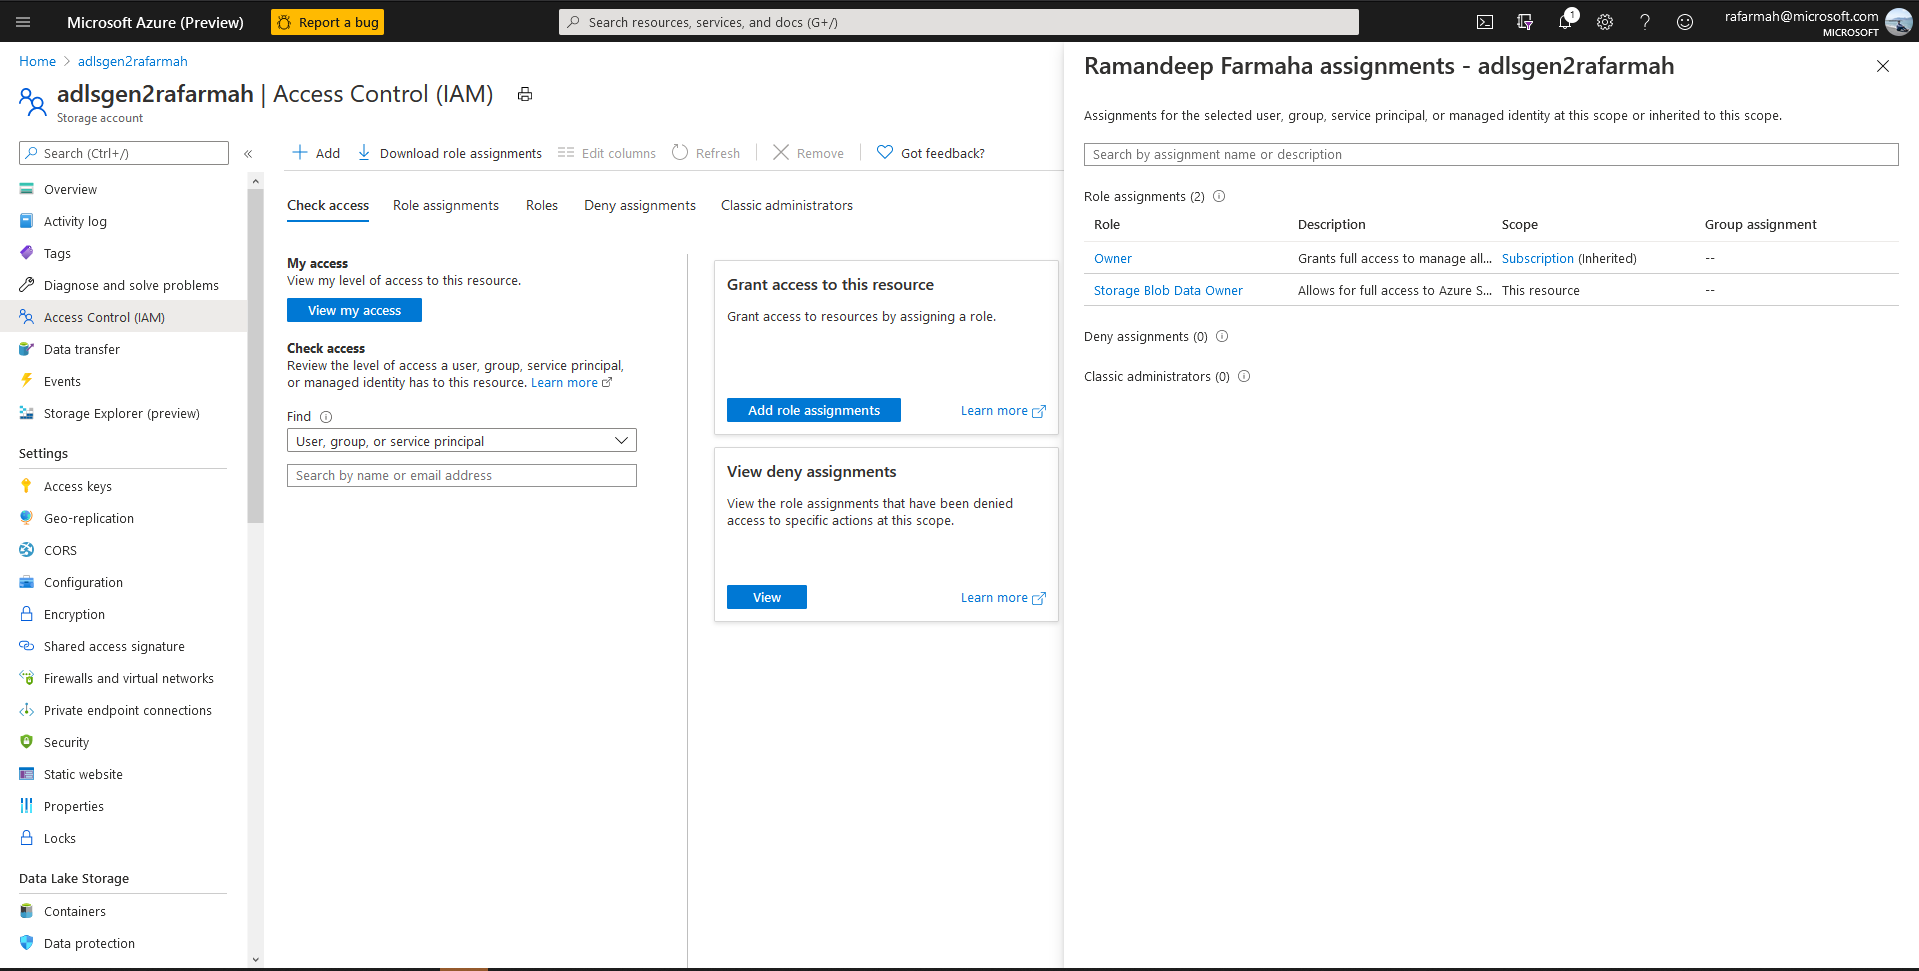 Microsoft Azure (Preview)
Report a bug
Search resources, services, and docs (G+/)
1
rafarmah@microsoft.com
MICROSOFT
Home > adlsgen2rafarmah
adlsgen2rafarmah | Access Control (IAM)
Storage account
Search (Ctrl+/)
«
Overview
Activity log
Tags
Diagnose and solve problems
Access Control (IAM)
Data transfer
Events
Storage Explorer (preview)
Settings
Access keys
Geo-replication
CORS
Configuration
Encryption
Shared access signature
Firewalls and virtual networks
Private endpoint connections
Security
Static website
Properties
Locks
Data Lake Storage
Containers
Data protection
Add
Download role assignments
Edit columns
Refresh
Remove
Got feedback?
Check access
Role assignments
Roles
Deny assignments
Classic administrators
My access
View my level of access to this resource.
View my access
Check access
Review the level of access a user, group, service principal,
or managed identity has to this resource. Learn more
Find
User, group, or service principal
Search by name or email address
Grant access to this resource
Grant access to resources by assigning a role.
Add role assignments
Learn more
View deny assignments
View the role assignments that have been denied
access to specific actions at this scope.
View
Learn more
Ramandeep Farmaha assignments - adlsgen2rafarmah
Assignments for the selected user, group, service principal, or managed identity at this scope or inherited to this scope.
Search by assignment name or description
Role assignments (2)
Role Description Scope Group assignment
Owner Grants full access to manage all... Subscription (Inherited) --
Storage Blob Data Owner Allows for full access to Azure S... This resource --
Deny assignments (0)
Classic administrators (0)